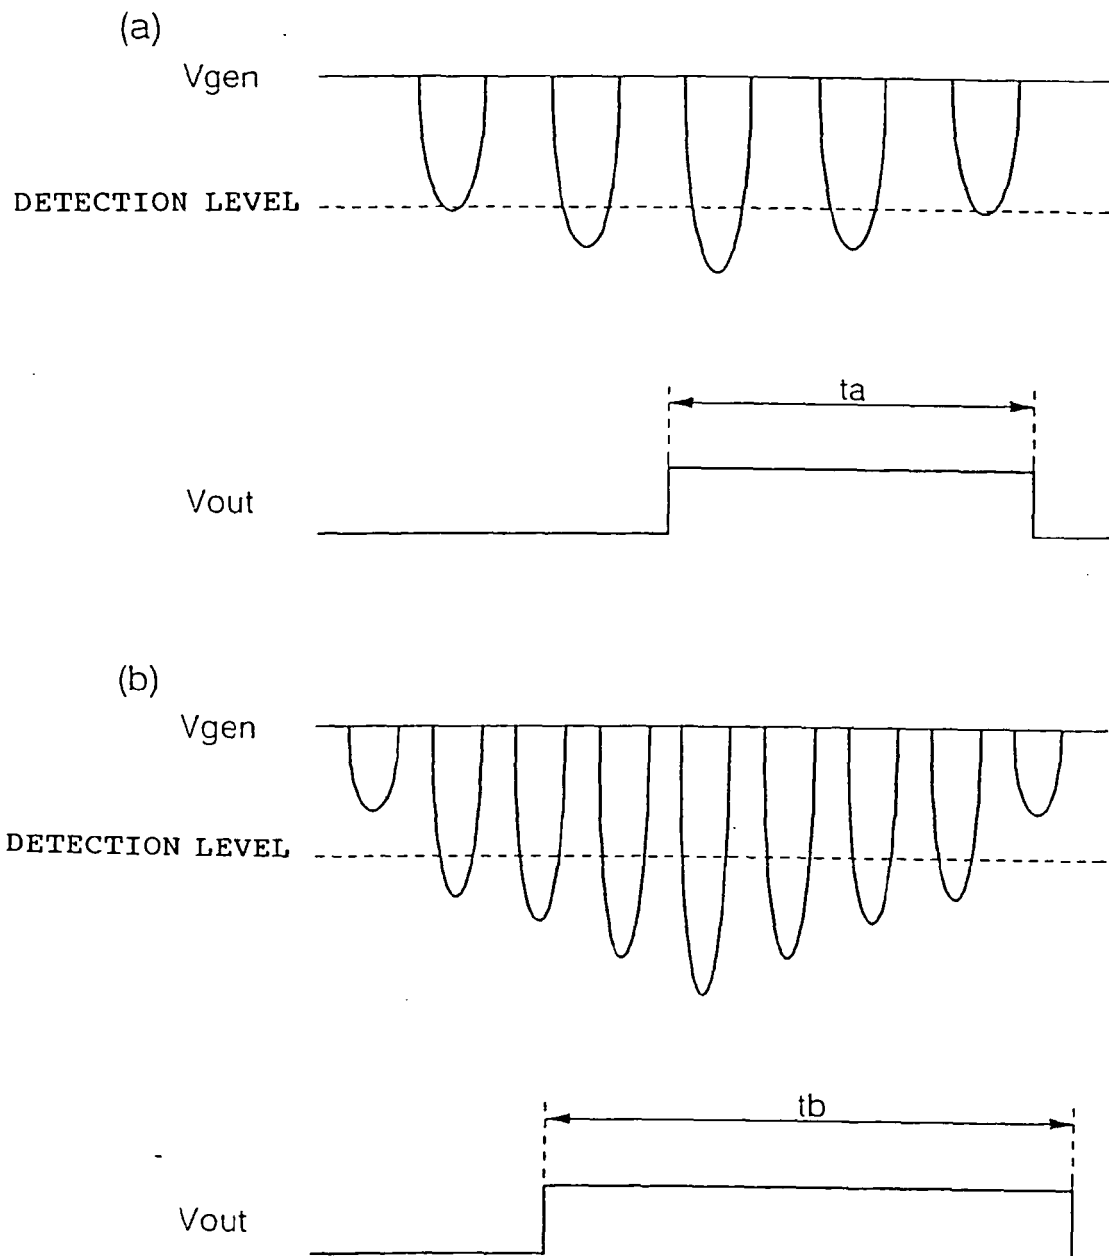 (a)
Vgen
DETECTION LEVEL
ta
Vout
(b)
Vgen
DETECTION LEVEL
tb
Vout